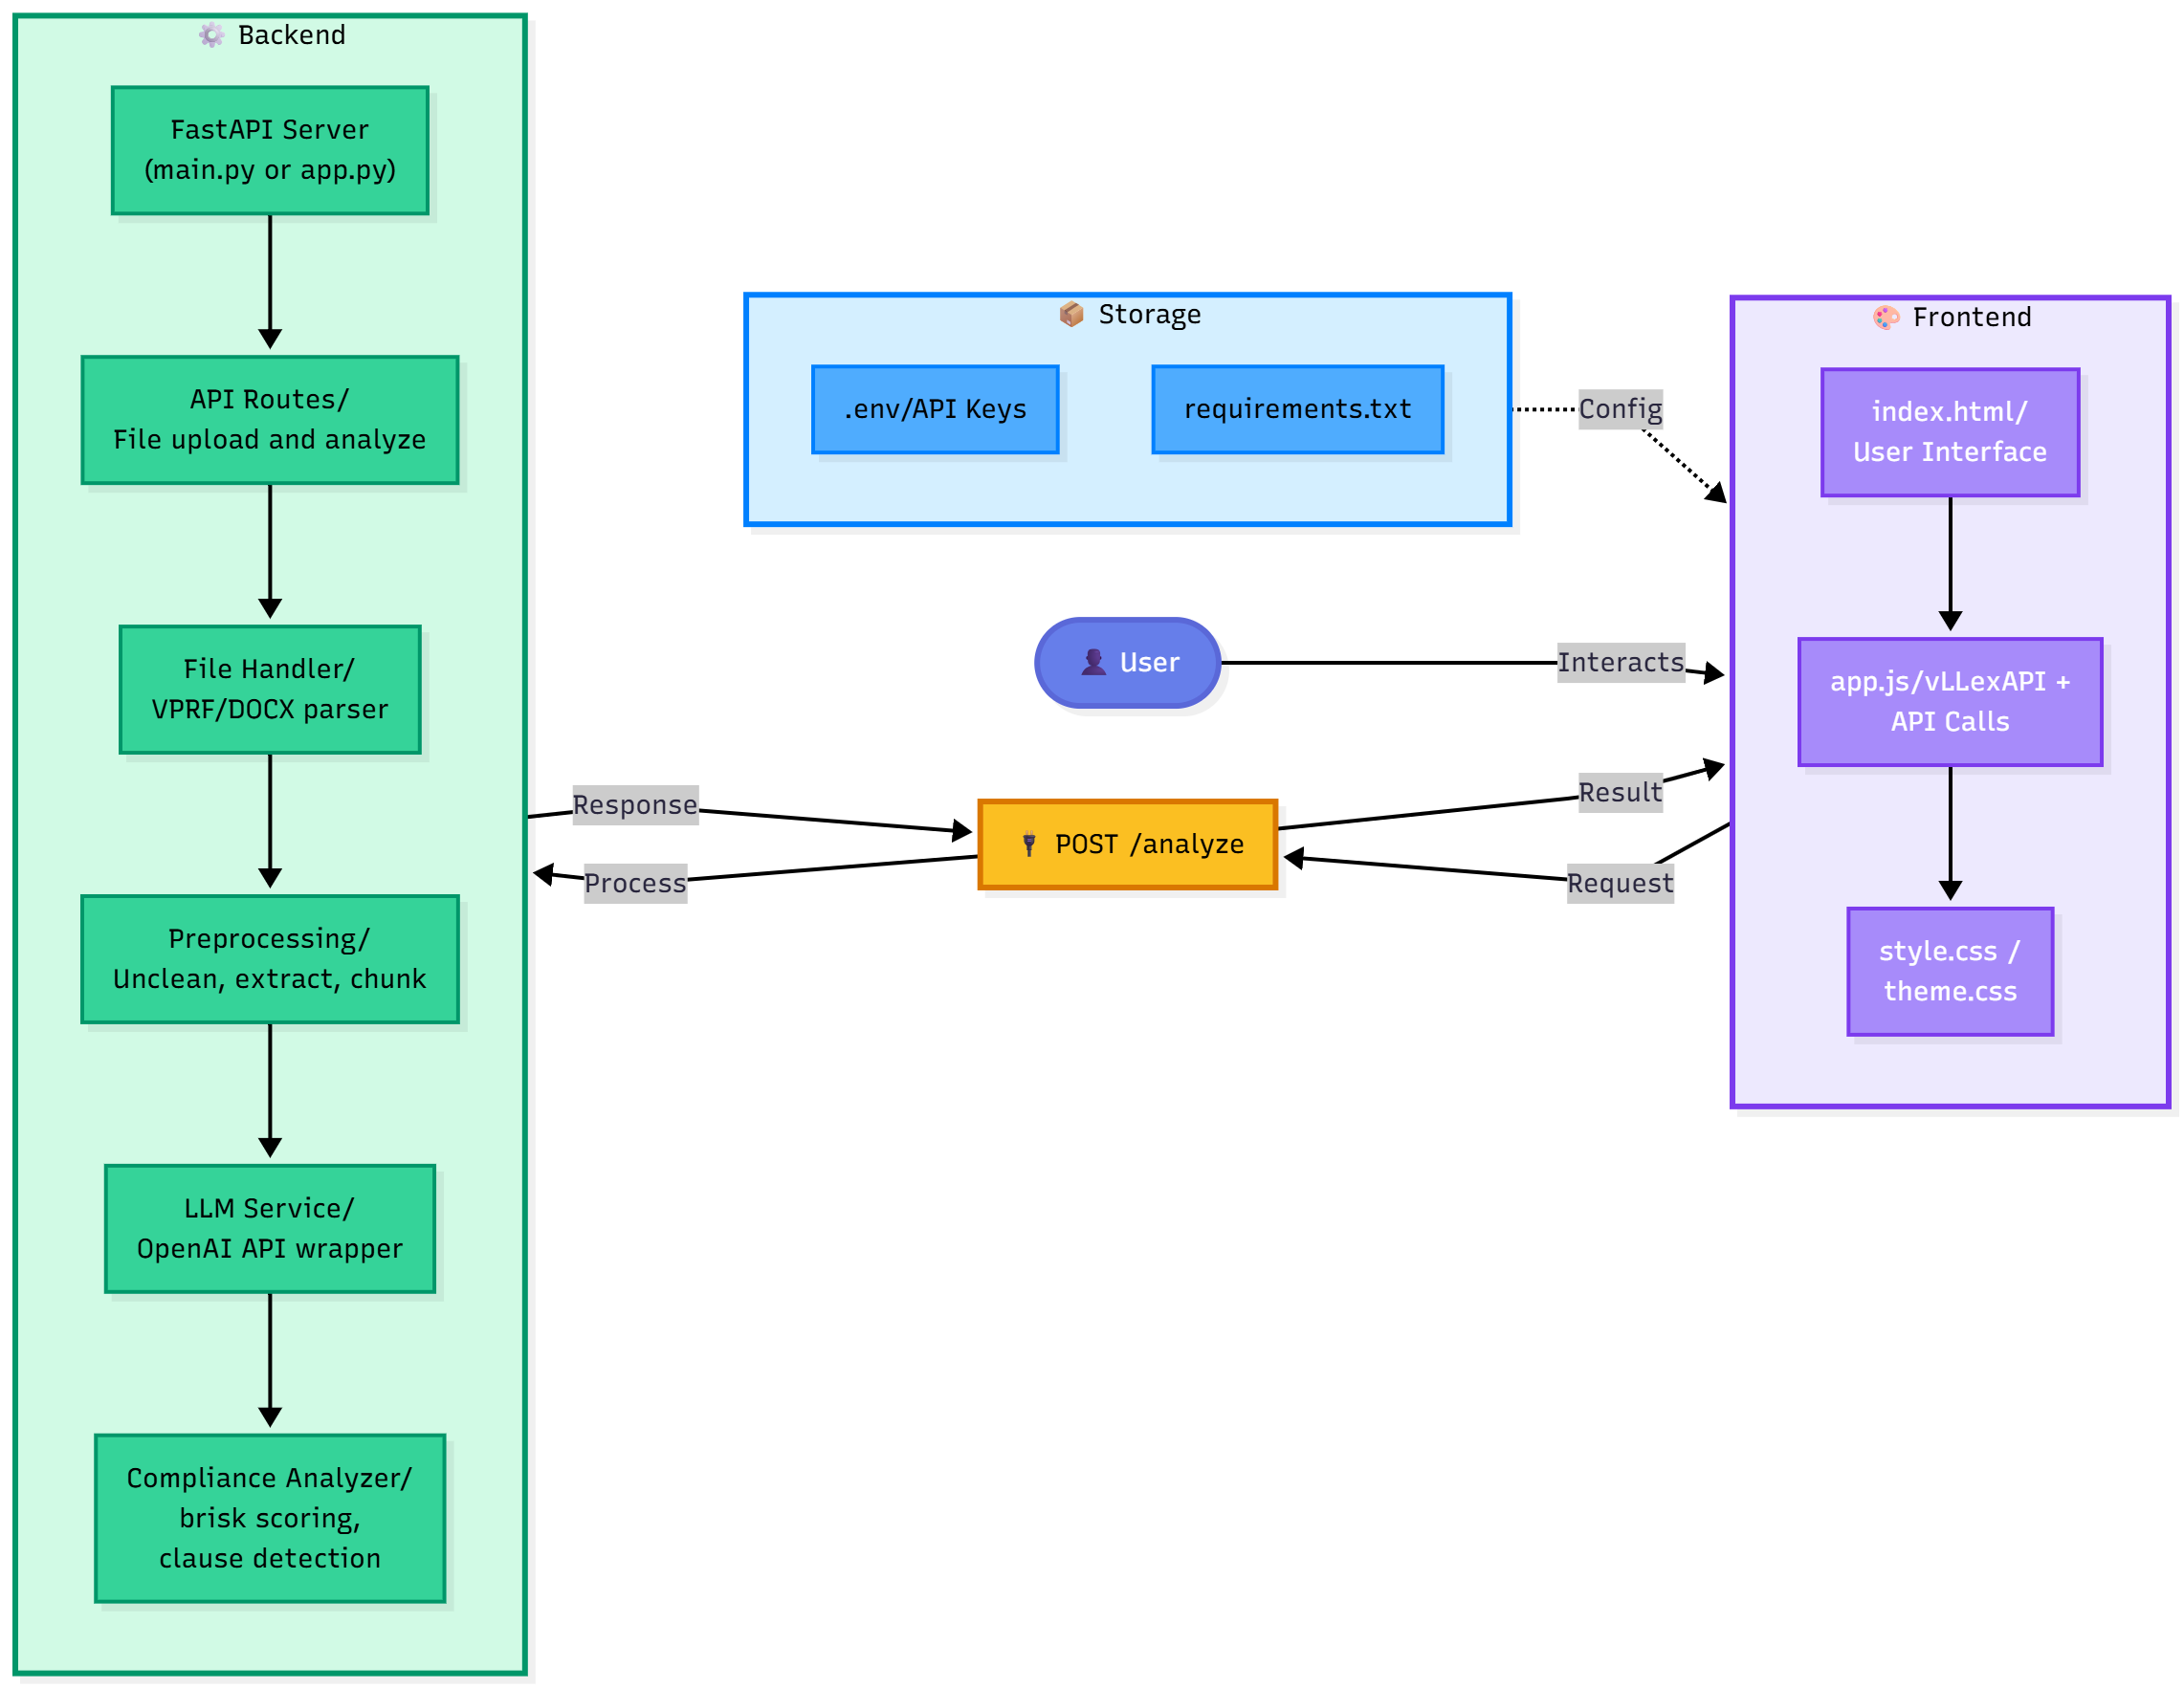 Backend
FastAPI Server
(main.py or app.py)
API Routes/
File upload and analyze
File Handler/
VPRF/DOCX parser
Preprocessing/
Unclean, extract, chunk
LLM Service/
OpenAI API wrapper
Compliance Analyzer/
brisk scoring,
clause detection
Storage
.env/API Keys
requirements.txt
Config
User
Interacts
Response
Process
POST /analyze
Result
Request
Frontend
index.html/
User Interface
app.js/vLLexAPI +
API Calls
style.css /
theme.css